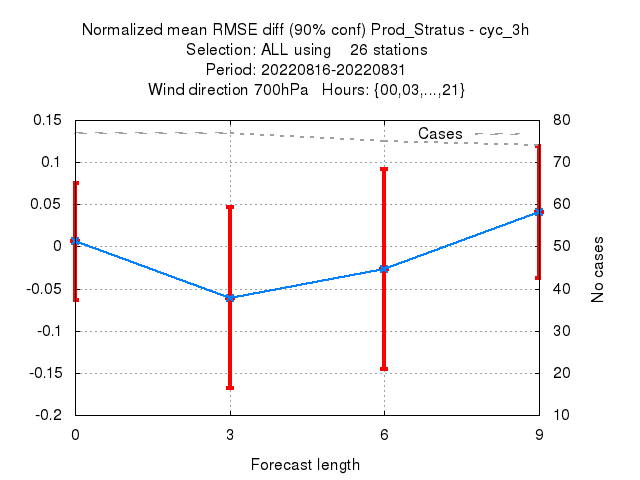 Normalized mean RMSE diff (90% conf) Prod_Stratus - cyc_3h
Selection: ALL using    26 stations
Period: 20220816-20220831
Wind direction 700hPa   Hours: {00,03,...,21}
Cases
0.15
0.1
0.05
0
-0.05
-0.1
-0.15
-0.2
80
70
60
50
40
30
20
10
No cases
0
3
6
9
Forecast length